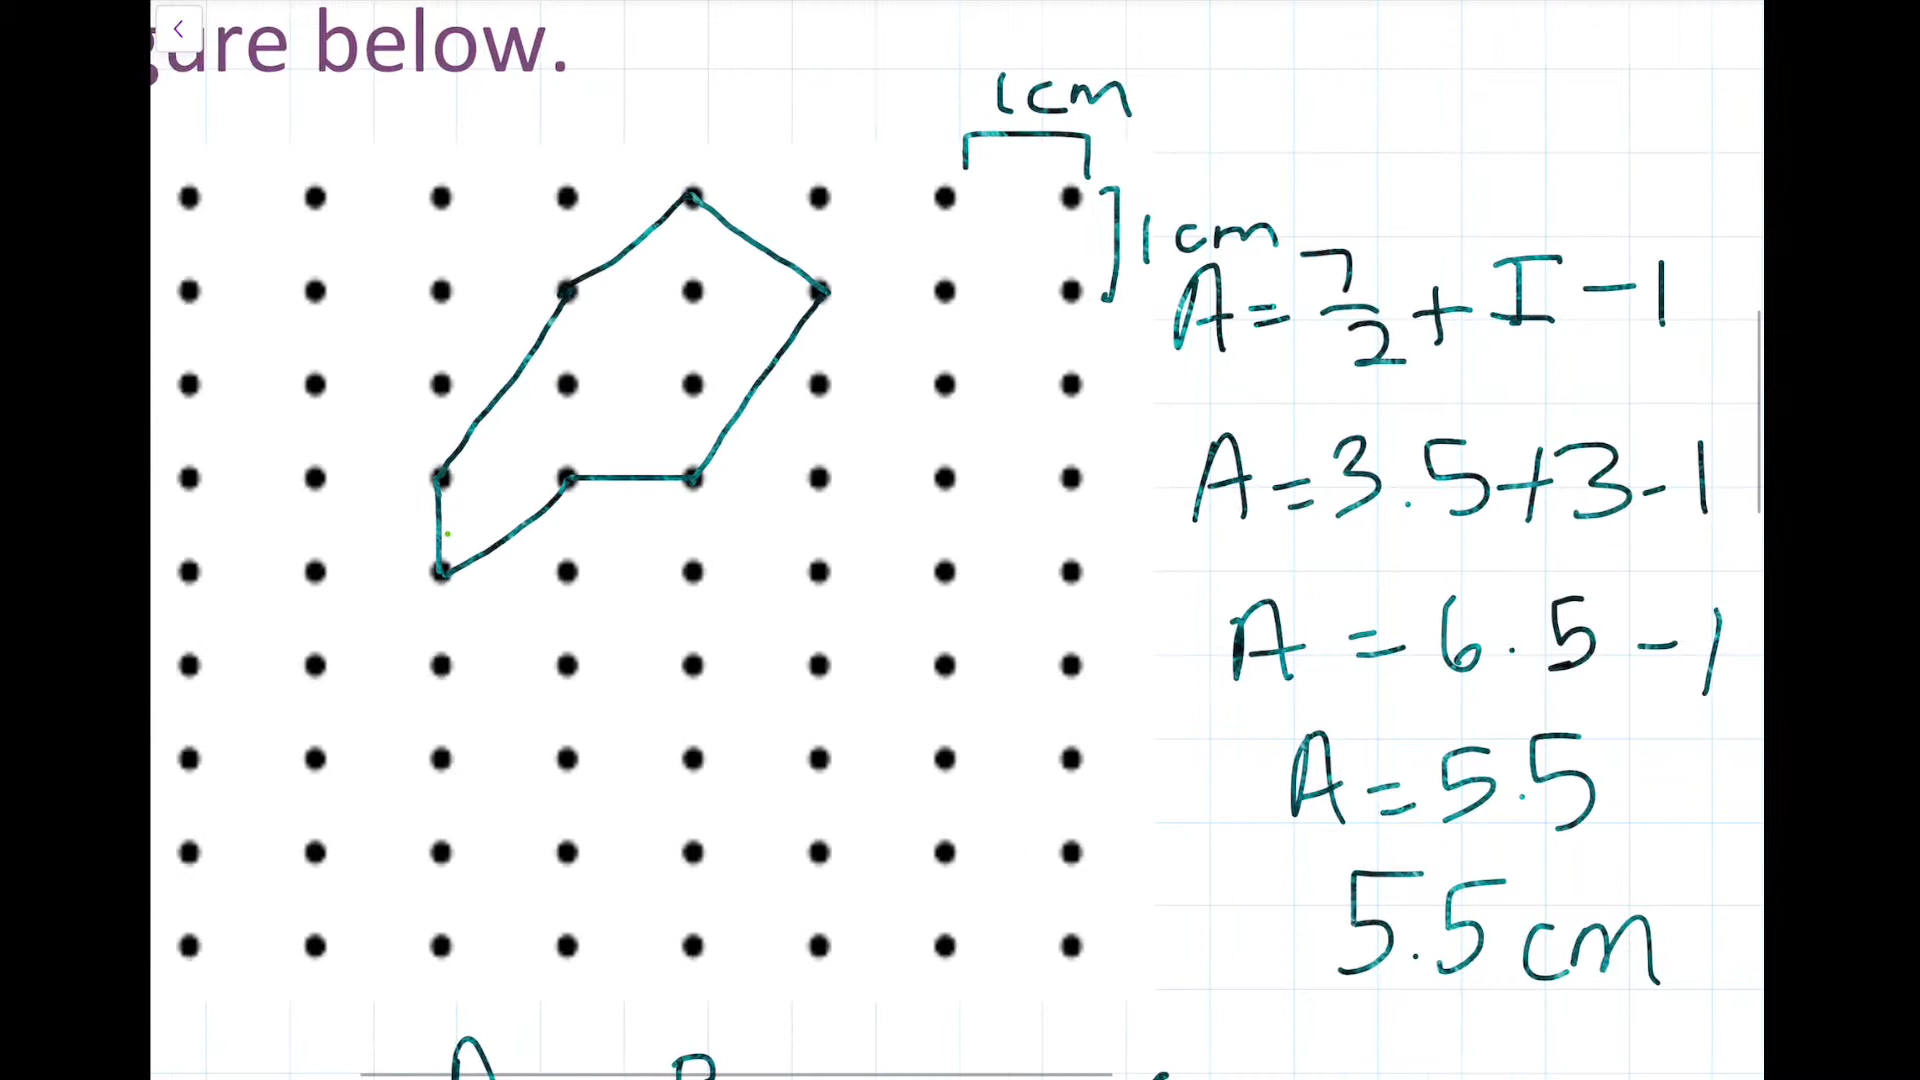 gure below.
1cm
1cm
A = 7/2 + I - 1
A = 3.5 + 3 - 1
A = 6.5 - 1
A = 5.5
5.5 cm